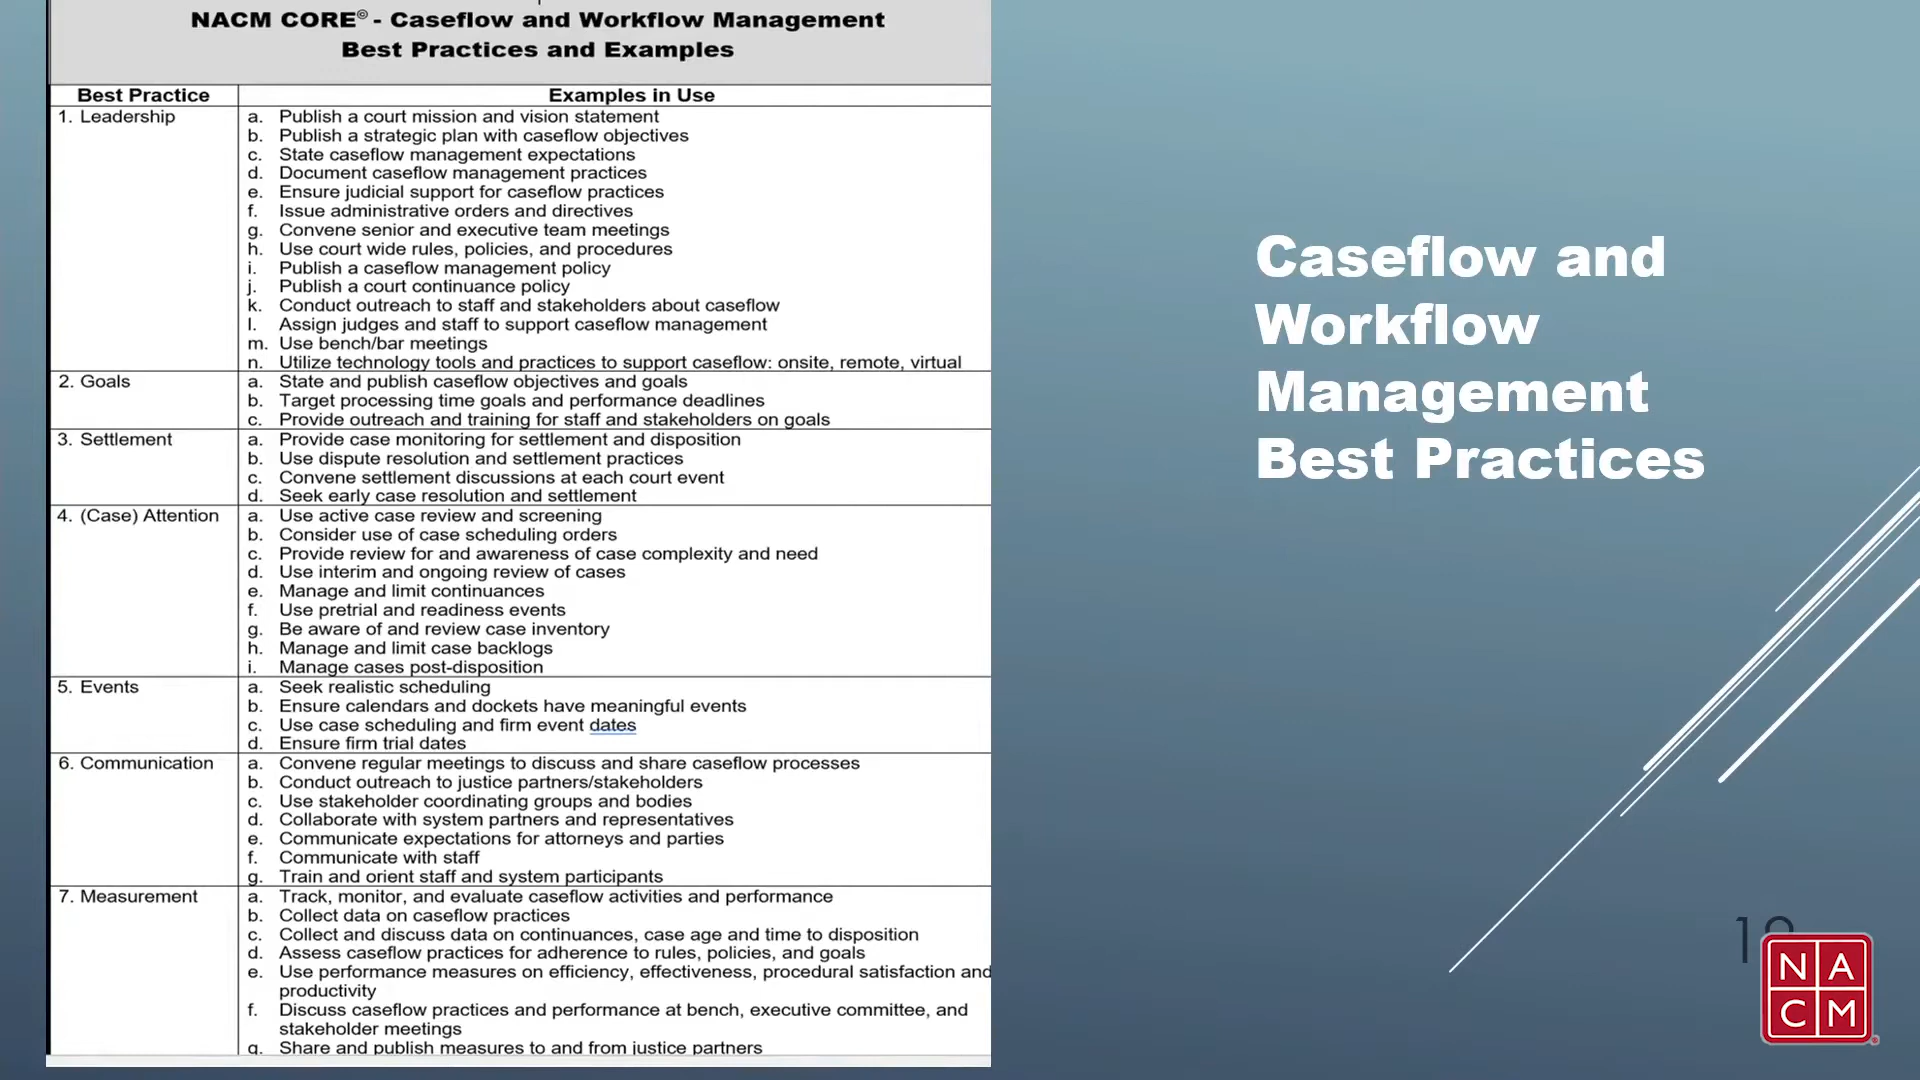 NACM CORE© - Caseflow and Workflow Management
Best Practices and Examples
Best Practice Examples in Use
1. Leadership
a. Publish a court mission and vision statement
b. Publish a strategic plan with caseflow objectives
c. State caseflow management expectations
d. Document caseflow management practices
e. Ensure judicial support for caseflow practices
f. Issue administrative orders and directives
g. Convene senior and executive team meetings
h. Use court wide rules, policies, and procedures
i. Publish a caseflow management policy
j. Publish a court continuance policy
k. Conduct outreach to staff and stakeholders about caseflow
l. Assign judges and staff to support caseflow management
m. Use bench/bar meetings
n. Utilize technology tools and practices to support caseflow: onsite, remote, virtual
2. Goals
a. State and publish caseflow objectives and goals
b. Target processing time goals and performance deadlines
c. Provide outreach and training for staff and stakeholders on goals
3. Settlement
a. Provide case monitoring for settlement and disposition
b. Use dispute resolution and settlement practices
c. Convene settlement discussions at each court event
d. Seek early case resolution and settlement
4. (Case) Attention
a. Use active case review and screening
b. Consider use of case scheduling orders
c. Provide review for and awareness of case complexity and need
d. Use interim and ongoing review of cases
e. Manage and limit continuances
f. Use pretrial and readiness events
g. Be aware of and review case inventory
h. Manage and limit case backlogs
i. Manage cases post-disposition
5. Events
a. Seek realistic scheduling
b. Ensure calendars and dockets have meaningful events
c. Use case scheduling and firm event dates
d. Ensure firm trial dates
6. Communication
a. Convene regular meetings to discuss and share caseflow processes
b. Conduct outreach to justice partners/stakeholders
c. Use stakeholder coordinating groups and bodies
d. Collaborate with system partners and representatives
e. Communicate expectations for attorneys and parties
f. Communicate with staff
g. Train and orient staff and system participants
7. Measurement
a. Track, monitor, and evaluate caseflow activities and performance
b. Collect data on caseflow practices
c. Collect and discuss data on continuances, case age and time to disposition
d. Assess caseflow practices for adherence to rules, policies, and goals
e. Use performance measures on efficiency, effectiveness, procedural satisfaction and
productivity
f. Discuss caseflow practices and performance at bench, executive committee, and
stakeholder meetings
g. Share and publish measures to and from justice partners
Caseflow and
Workflow
Management
Best Practices
NA
CM